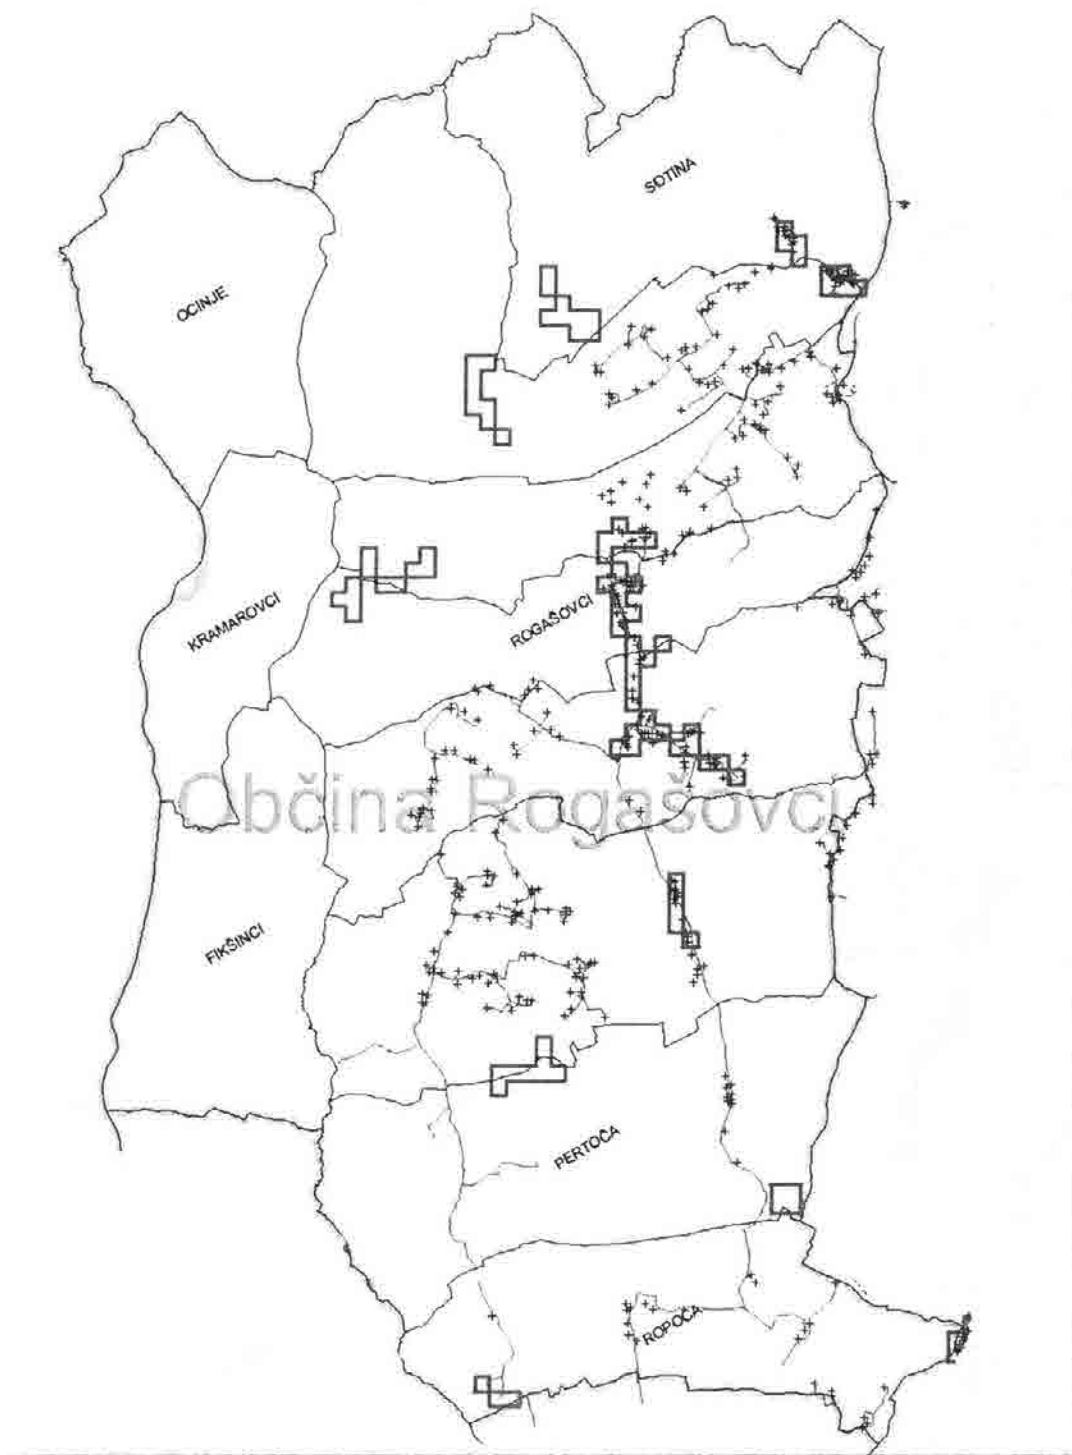 SOTINA
OCINJE
KRAMAROVCI
ROGAŠOVCI
Občina Rogašovci
FIKŠINCI
PERTOČA
ROPOČA